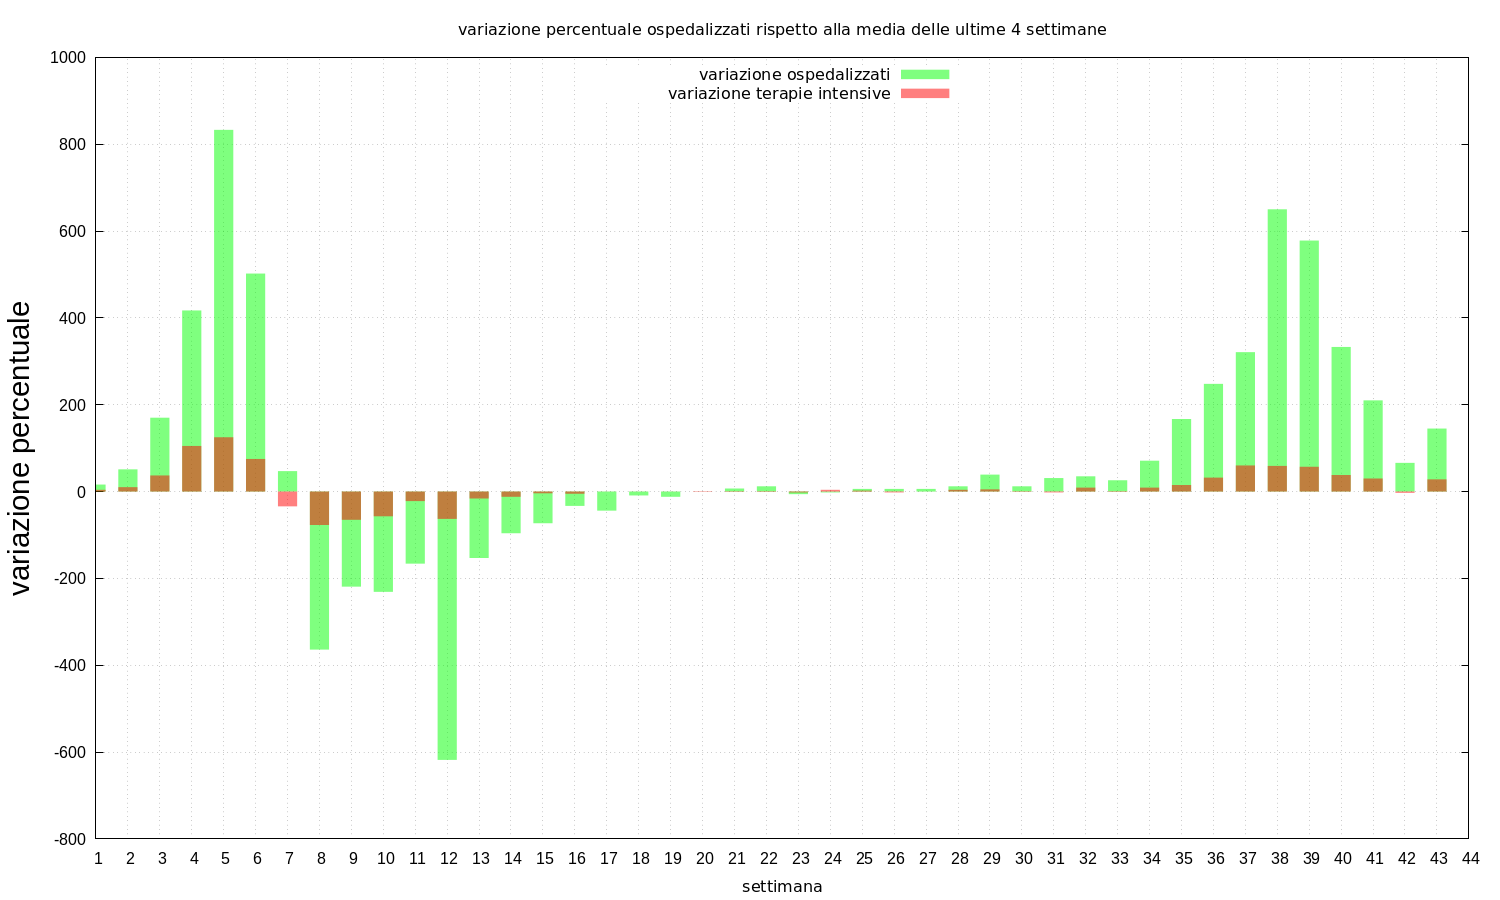 variazione percentuale ospedalizzati rispetto alla media delle ultime 4 settimane
variazione ospedalizzati
variazione terapie intensive
variazione percentuale
1000
800
600
400
200
0
-200
-400
-600
-800
1 2 3 4 5 6 7 8 9 10 11 12 13 14 15 16 17 18 19 20 21 22 23 24 25 26 27 28 29 30 31 32 33 34 35 36 37 38 39 40 41 42 43 44
settimana